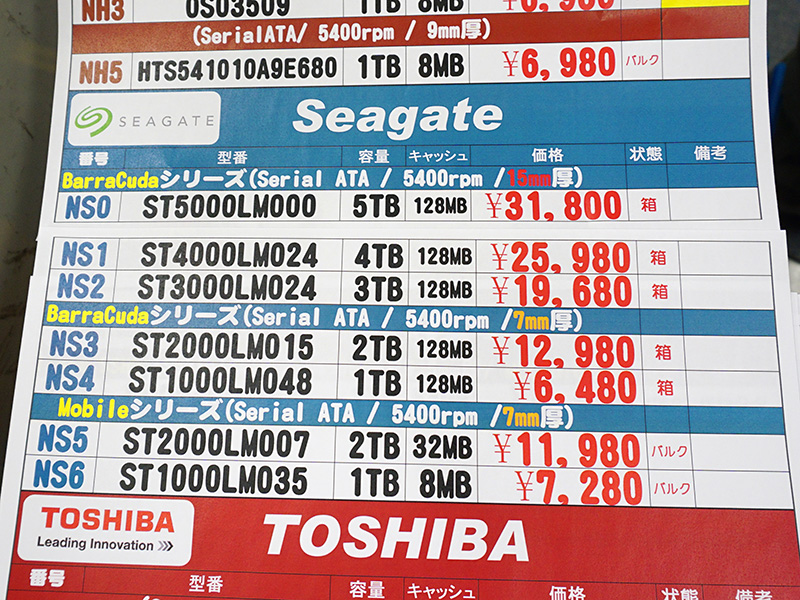 NH3 0S03509 1TB 8MB
(SerialATA/ 5400rpm / 9mm厚)
NH5 HTS541010A9E680 1TB 8MB ¥6,980 バルク
SEAGATE Seagate
番号 型番 容量 キャッシュ 価格 状態 備考
BarraCudaシリーズ(Serial ATA / 5400rpm /15mm厚)
NS0 ST5000LM000 5TB 128MB ¥31,800 箱
NS1 ST4000LM024 4TB 128MB ¥25,980 箱
NS2 ST3000LM024 3TB 128MB ¥19,680 箱
BarraCudaシリーズ(Serial ATA / 5400rpm /7mm厚)
NS3 ST2000LM015 2TB 128MB ¥12,980 箱
NS4 ST1000LM048 1TB 128MB ¥6,480 箱
Mobileシリーズ(Serial ATA / 5400rpm /7mm厚)
NS5 ST2000LM007 2TB 32MB ¥11,980 バルク
NS6 ST1000LM035 1TB 8MB ¥7,280 バルク
TOSHIBA TOSHIBA
Leading Innovation >>>
番号 型番 容量 キャッシュ 価格 状態 備考